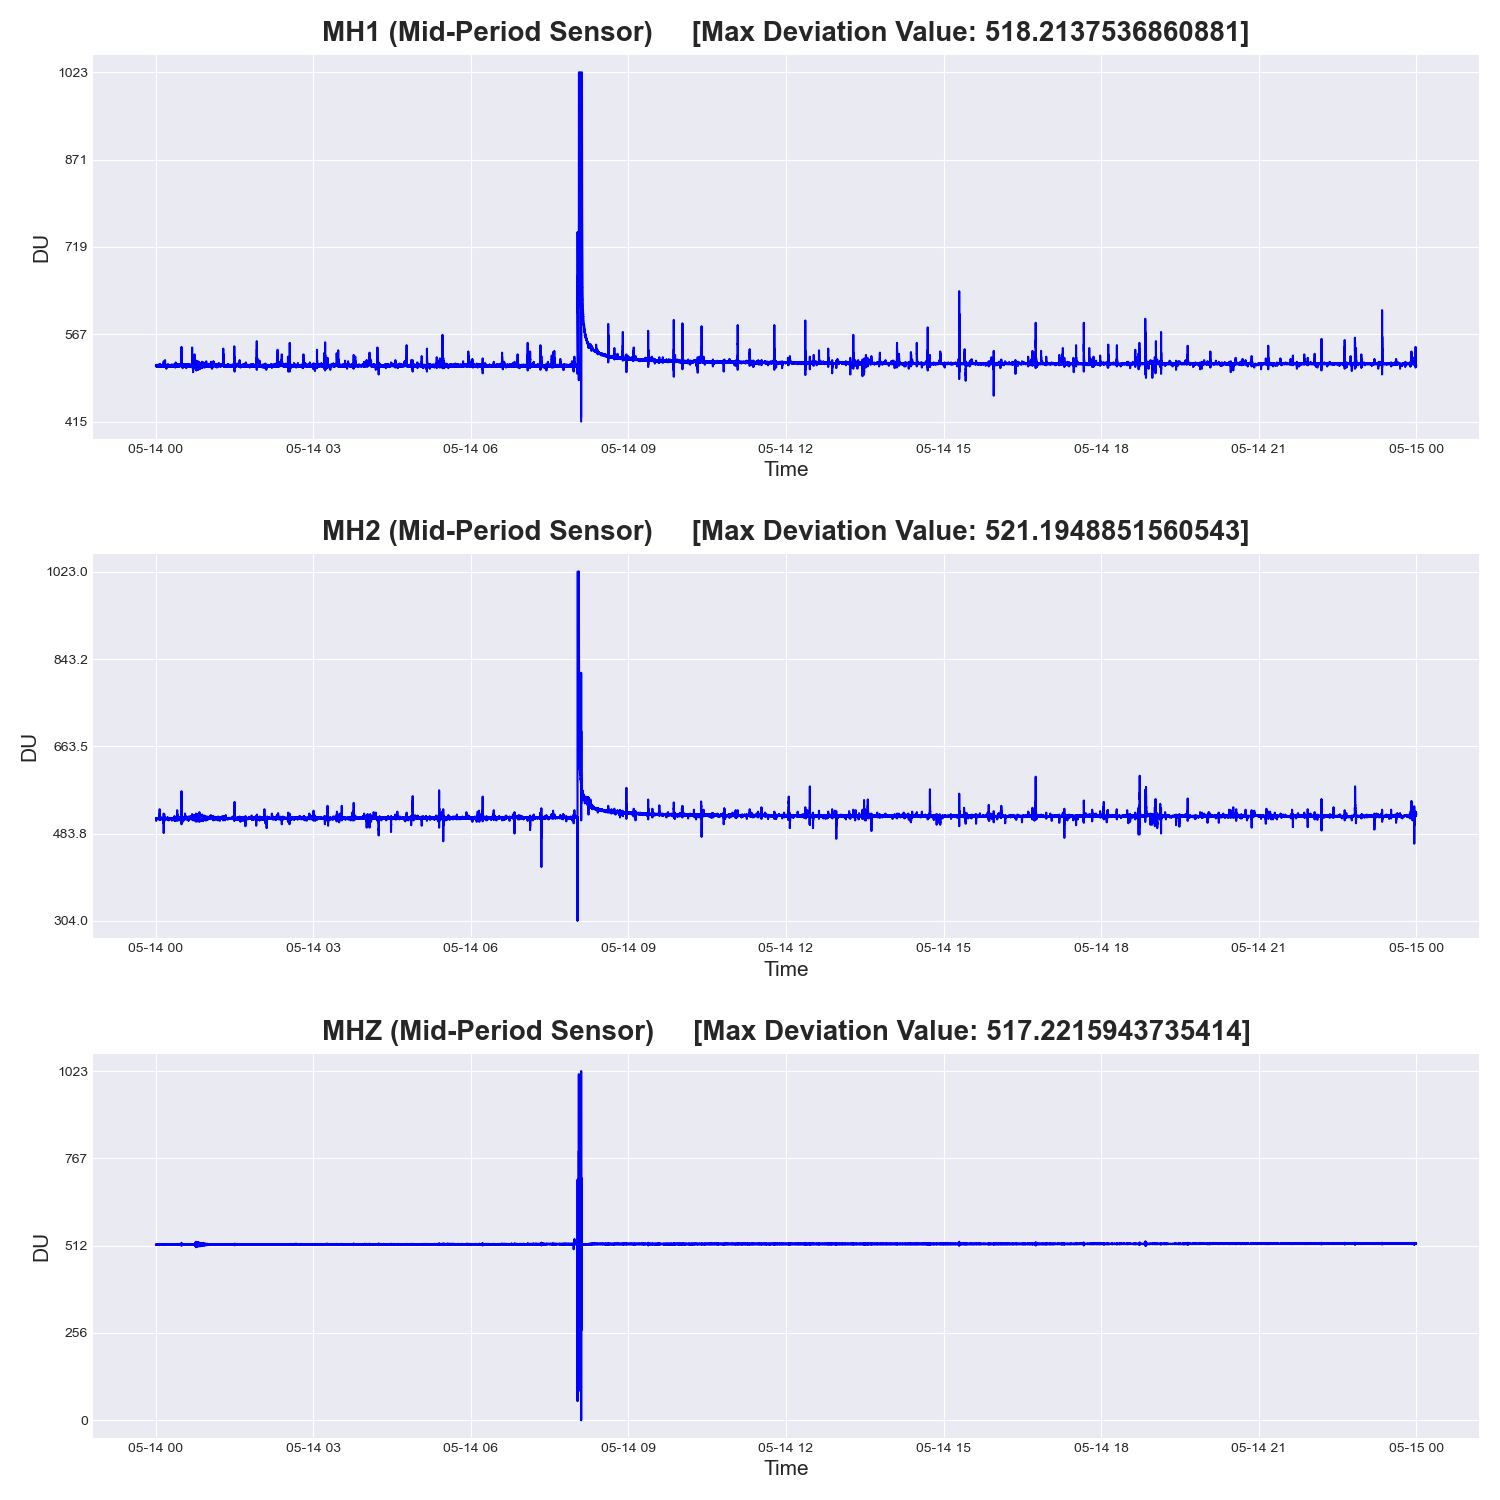 MH1 (Mid-Period Sensor) [Max Deviation Value: 518.2137536860881]
1023
871
719
567
415
DU
05-14 00 05-14 03 05-14 06 05-14 09 05-14 12 05-14 15 05-14 18 05-14 21 05-15 00
Time
MH2 (Mid-Period Sensor) [Max Deviation Value: 521.1948851560543]
1023.0
843.2
663.5
483.8
304.0
DU
05-14 00 05-14 03 05-14 06 05-14 09 05-14 12 05-14 15 05-14 18 05-14 21 05-15 00
Time
MHZ (Mid-Period Sensor) [Max Deviation Value: 517.2215943735414]
1023
767
512
256
0
DU
05-14 00 05-14 03 05-14 06 05-14 09 05-14 12 05-14 15 05-14 18 05-14 21 05-15 00
Time